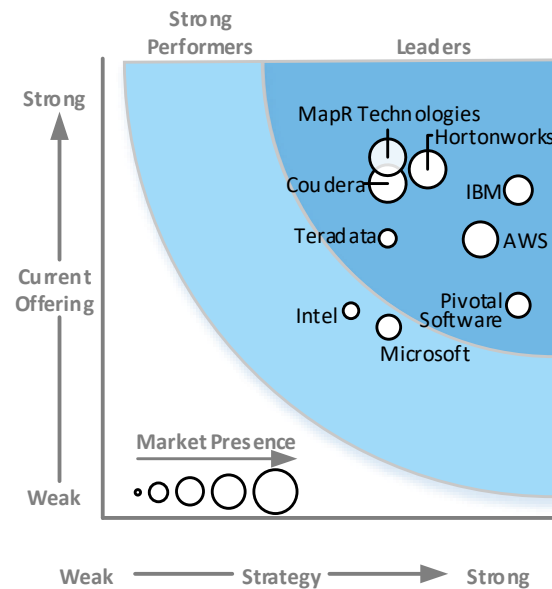 Strong
Performers
Leaders
Strong
MapR Technologies
Hortonworks
Coudera
IBM
Teradata
AWS
Current
Offering
Intel
Pivotal
Software
Microsoft
Market Presence
Weak
Weak
Strategy
Strong